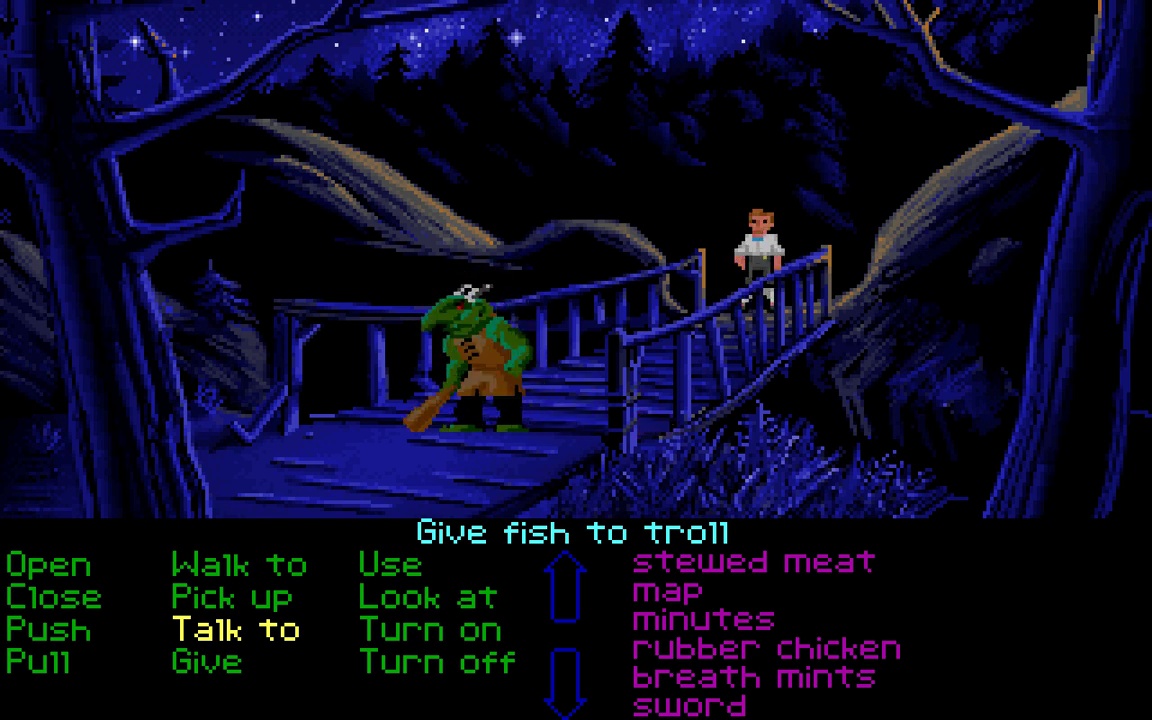 Give fish to troll
Open Walk to Use
Close Pick up Look at
Push Talk to Turn on
Pull Give Turn off
stewed meat
map
minutes
rubber chicken
breath mints
sword